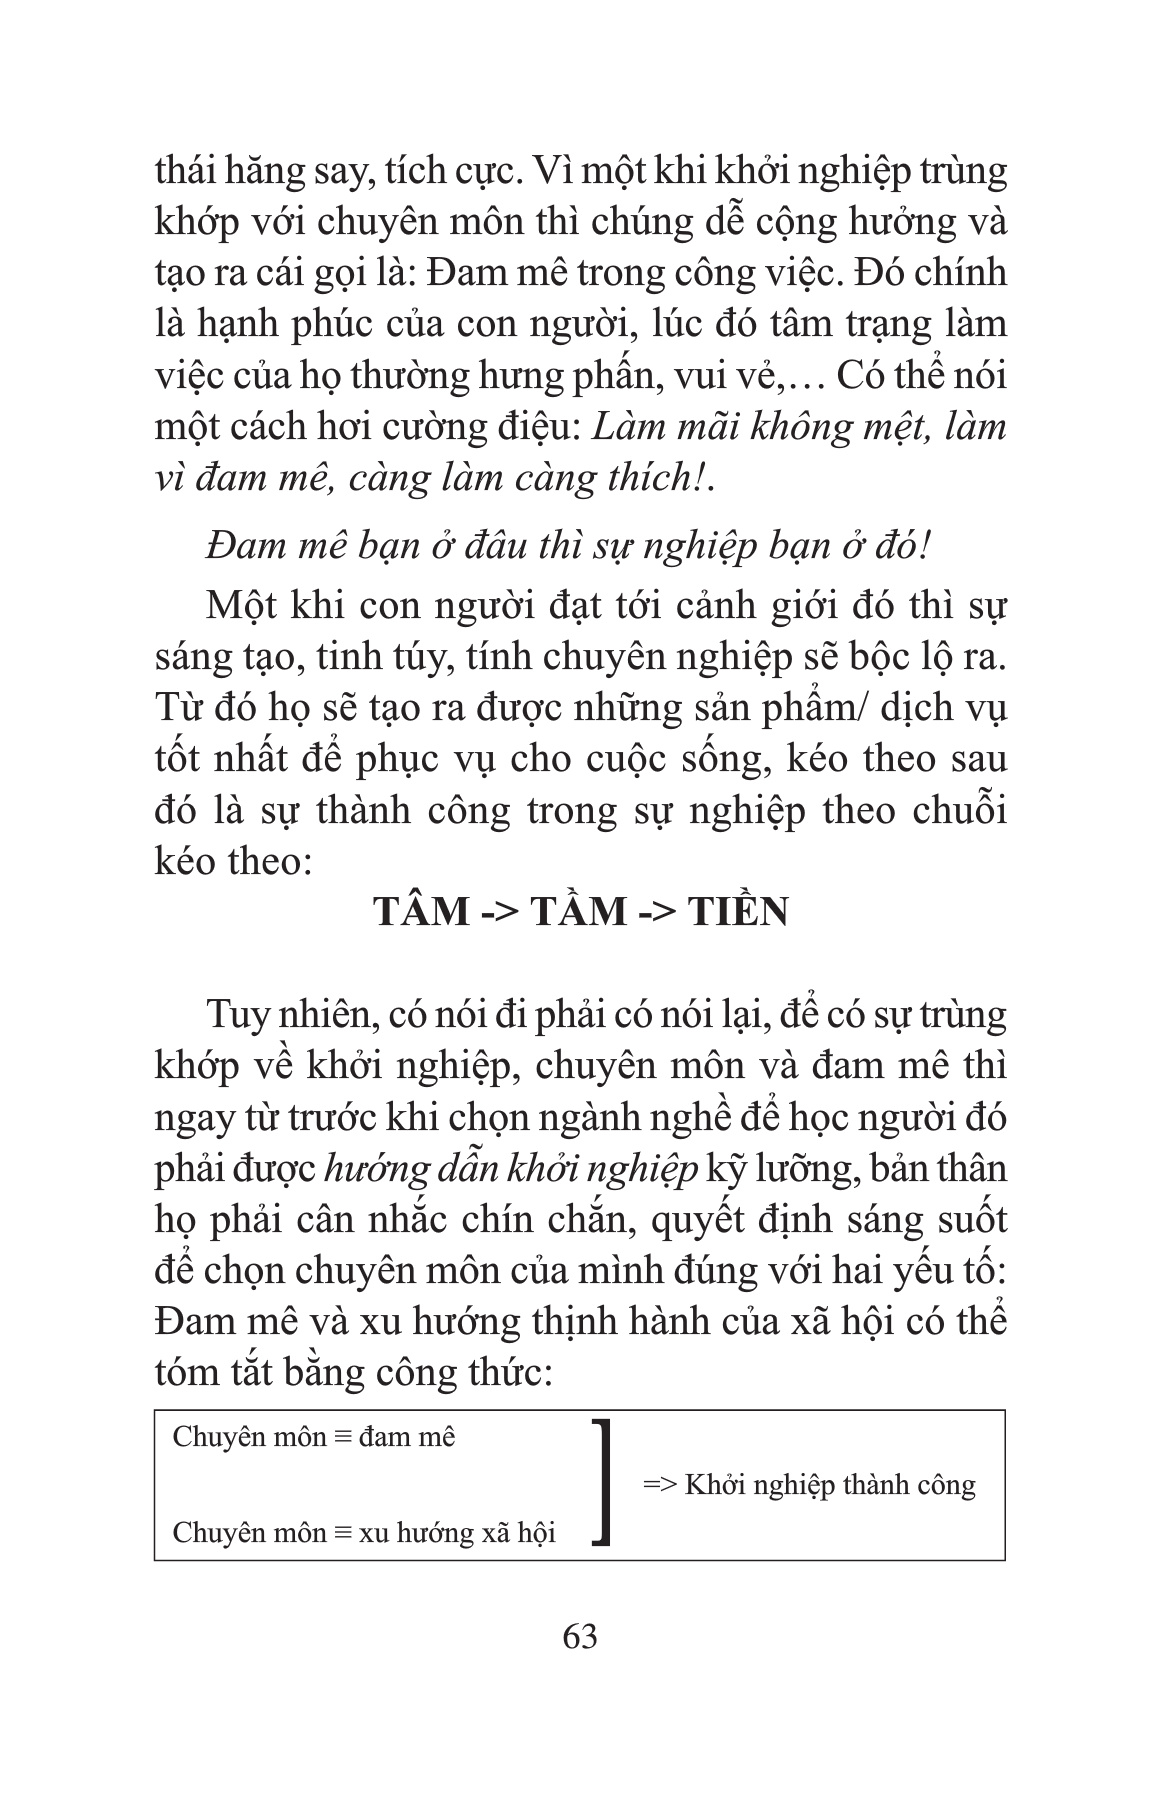 thái hăng say, tích cực. Vì một khi khởi nghiệp trùng
khớp với chuyên môn thì chúng dễ cộng hưởng và
tạo ra cái gọi là: Đam mê trong công việc. Đó chính
là hạnh phúc của con người, lúc đó tâm trạng làm
việc của họ thường hưng phấn, vui vẻ,… Có thể nói
một cách hơi cường điệu: Làm mãi không mệt, làm
vì đam mê, càng làm càng thích!.
Đam mê bạn ở đâu thì sự nghiệp bạn ở đó!
Một khi con người đạt tới cảnh giới đó thì sự
sáng tạo, tinh túy, tính chuyên nghiệp sẽ bộc lộ ra.
Từ đó họ sẽ tạo ra được những sản phẩm/ dịch vụ
tốt nhất để phục vụ cho cuộc sống, kéo theo sau
đó là sự thành công trong sự nghiệp theo chuỗi
kéo theo:
TÂM -> TẦM -> TIỀN
Tuy nhiên, có nói đi phải có nói lại, để có sự trùng
khớp về khởi nghiệp, chuyên môn và đam mê thì
ngay từ trước khi chọn ngành nghề để học người đó
phải được hướng dẫn khởi nghiệp kỹ lưỡng, bản thân
họ phải cân nhắc chín chắn, quyết định sáng suốt
để chọn chuyên môn của mình đúng với hai yếu tố:
Đam mê và xu hướng thịnh hành của xã hội có thể
tóm tắt bằng công thức:
Chuyên môn ≡ đam mê
=> Khởi nghiệp thành công
Chuyên môn ≡ xu hướng xã hội
63